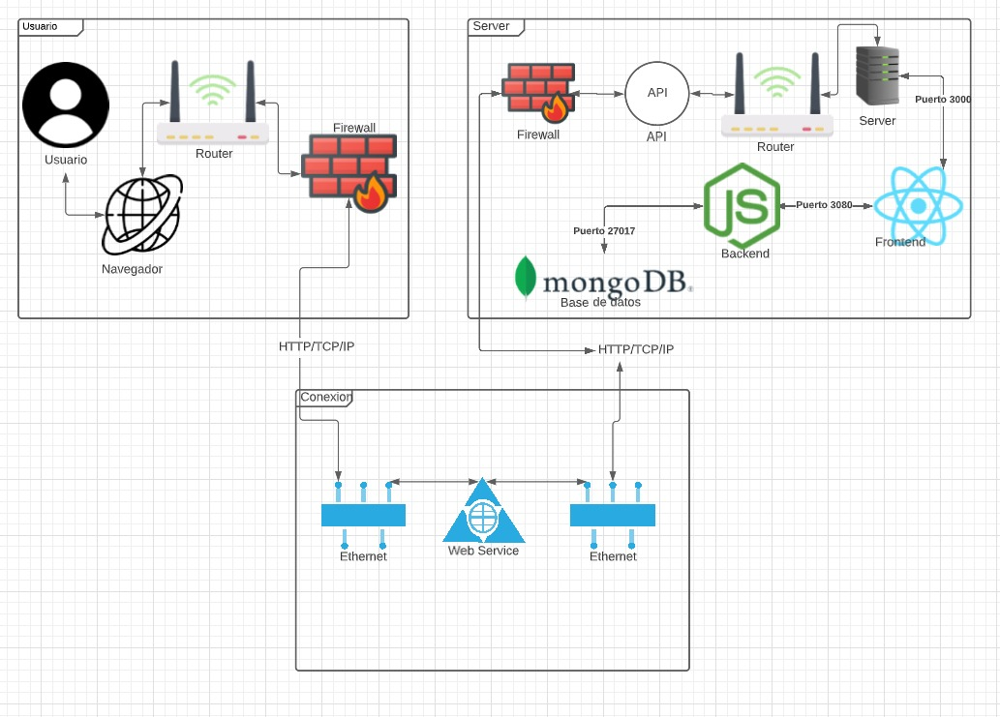 Usuario
Usuario
Router
Firewall
Navegador
Server
Firewall
API
API
Router
Server
Puerto 3000
JS
Backend
Puerto 3080
Frontend
Puerto 27017
mongoDB®
Base de datos
HTTP/TCP/IP
HTTP/TCP/IP
Conexion
Ethernet
Web Service
Ethernet